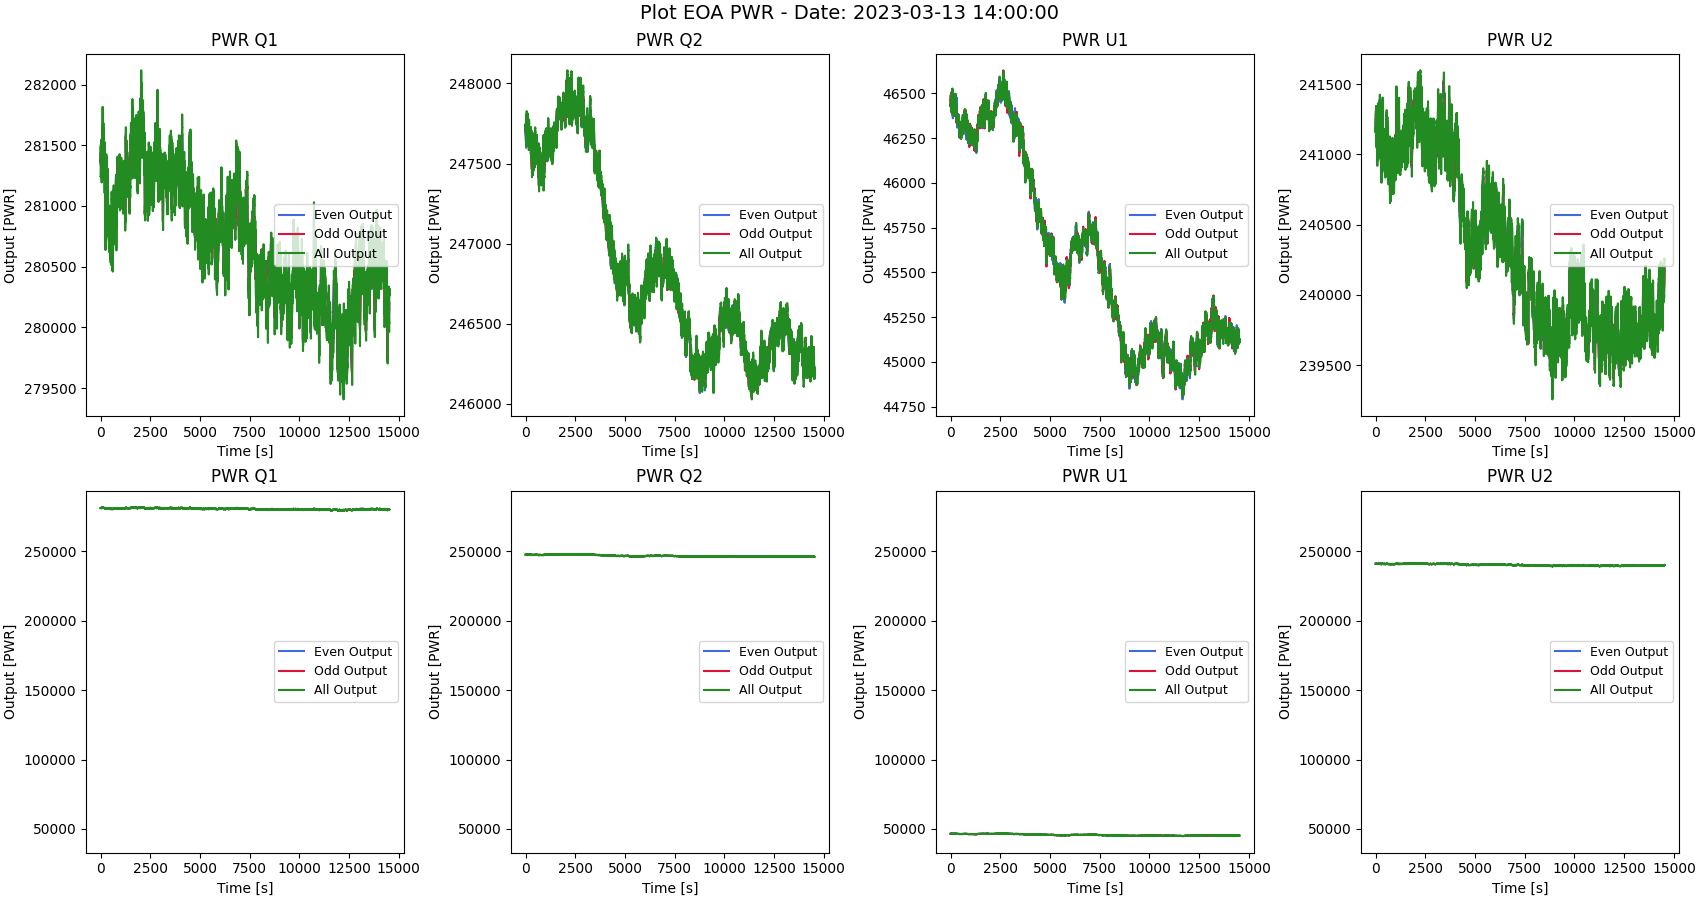 Plot EOA PWR - Date: 2023-03-13 14:00:00
PWR Q1
Output [PWR]
282000
281500
281000
280500
280000
279500
Even Output
Odd Output
All Output
0 2500 5000 7500 10000 12500 15000
Time [s]
PWR Q2
Output [PWR]
248000
247500
247000
246500
246000
Even Output
Odd Output
All Output
0 2500 5000 7500 10000 12500 15000
Time [s]
PWR U1
Output [PWR]
46500
46250
46000
45750
45500
45250
45000
44750
Even Output
Odd Output
All Output
0 2500 5000 7500 10000 12500 15000
Time [s]
PWR U2
Output [PWR]
241500
241000
240500
240000
239500
Even Output
Odd Output
All Output
0 2500 5000 7500 10000 12500 15000
Time [s]
PWR Q1
Output [PWR]
250000
200000
150000
100000
50000
Even Output
Odd Output
All Output
0 2500 5000 7500 10000 12500 15000
Time [s]
PWR Q2
Output [PWR]
250000
200000
150000
100000
50000
Even Output
Odd Output
All Output
0 2500 5000 7500 10000 12500 15000
Time [s]
PWR U1
Output [PWR]
250000
200000
150000
100000
50000
Even Output
Odd Output
All Output
0 2500 5000 7500 10000 12500 15000
Time [s]
PWR U2
Output [PWR]
250000
200000
150000
100000
50000
Even Output
Odd Output
All Output
0 2500 5000 7500 10000 12500 15000
Time [s]